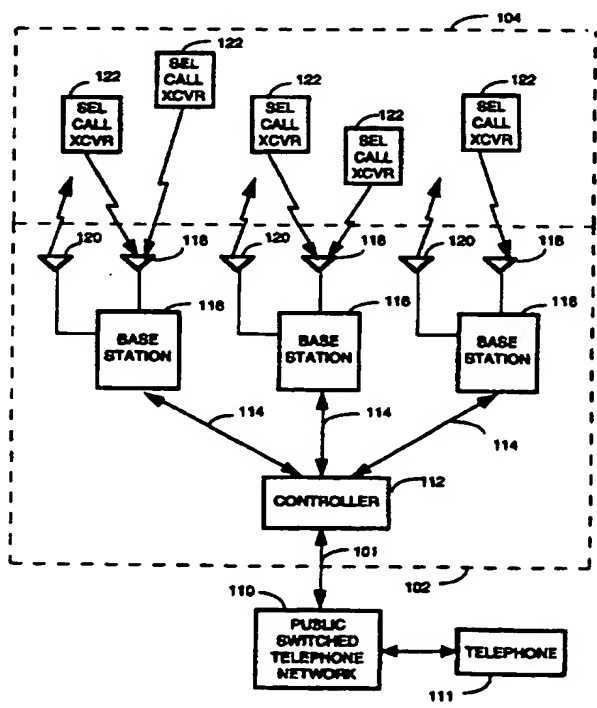 104
122
SEL
CALL
XCVR
122
SEL
CALL
XCVR
122
SEL
CALL
XCVR
122
SEL
CALL
XCVR
122
SEL
CALL
XCVR
120
118
120
118
120
118
116
BASE
STATION
116
BASE
STATION
116
BASE
STATION
114
114
114
CONTROLLER
112
101
102
110
PUBLIC
SWITCHED
TELEPHONE
NETWORK
TELEPHONE
111